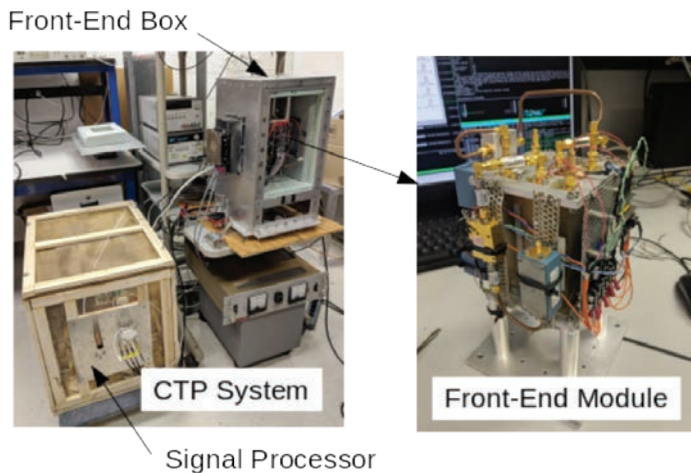 Front-End Box
CTP System
Front-End Module
Signal Processor